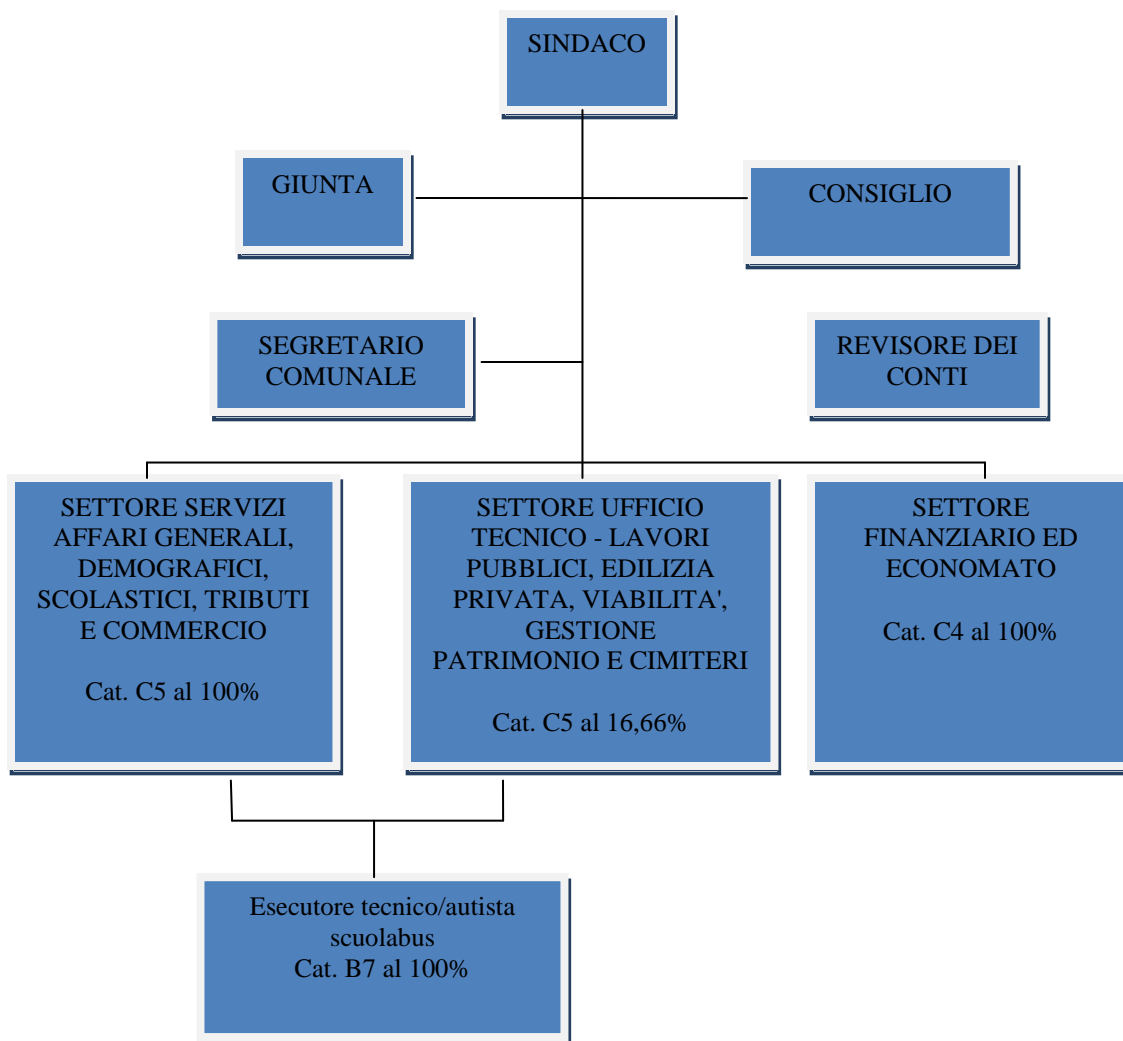 SINDACO
GIUNTA
CONSIGLIO
SEGRETARIO
COMUNALE
REVISORE DEI
CONTI
SETTORE SERVIZI
AFFARI GENERALI,
DEMOGRAFICI,
SCOLASTICI, TRIBUTI
E COMMERCIO
Cat. C5 al 100%
SETTORE UFFICIO
TECNICO - LAVORI
PUBBLICI, EDILIZIA
PRIVATA, VIABILITA',
GESTIONE
PATRIMONIO E CIMITERI
Cat. C5 al 16,66%
SETTORE
FINANZIARIO ED
ECONOMATO
Cat. C4 al 100%
Esecutore tecnico/autista
scuolabus
Cat. B7 al 100%